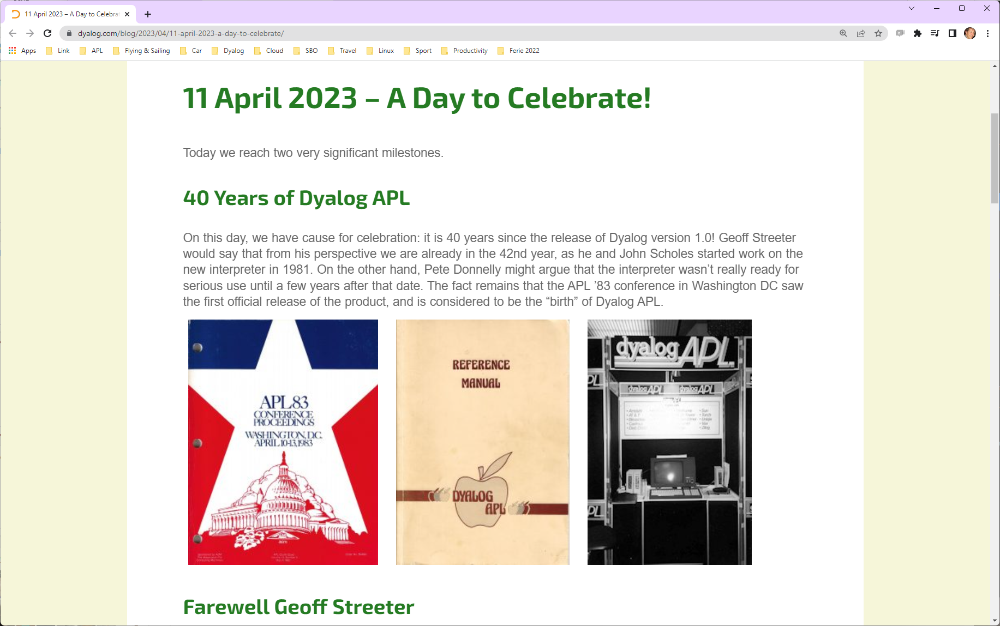 11 April 2023 – A Day to Celebra
dyalog.com/blog/2023/04/11-april-2023-a-day-to-celebrate/
Apps Link APL Flying & Sailing Car Dyalog Cloud SBO Travel Linux Sport Productivity Ferie 2022
11 April 2023 – A Day to Celebrate!
Today we reach two very significant milestones.
40 Years of Dyalog APL
On this day, we have cause for celebration: it is 40 years since the release of Dyalog version 1.0! Geoff Streeter
would say that from his perspective we are already in the 42nd year, as he and John Scholes started work on the
new interpreter in 1981. On the other hand, Pete Donnelly might argue that the interpreter wasn’t really ready for
serious use until a few years after that date. The fact remains that the APL ’83 conference in Washington DC saw
the first official release of the product, and is considered to be the “birth” of Dyalog APL.
APL83
CONFERENCE
PROCEEDINGS
WASHINGTON, D.C.
APRIL 10-13, 1983
acm
REFERENCE
MANUAL
DYALOG
APL
dyalog APL
dyalog APL dyalog APL
Farewell Geoff Streeter